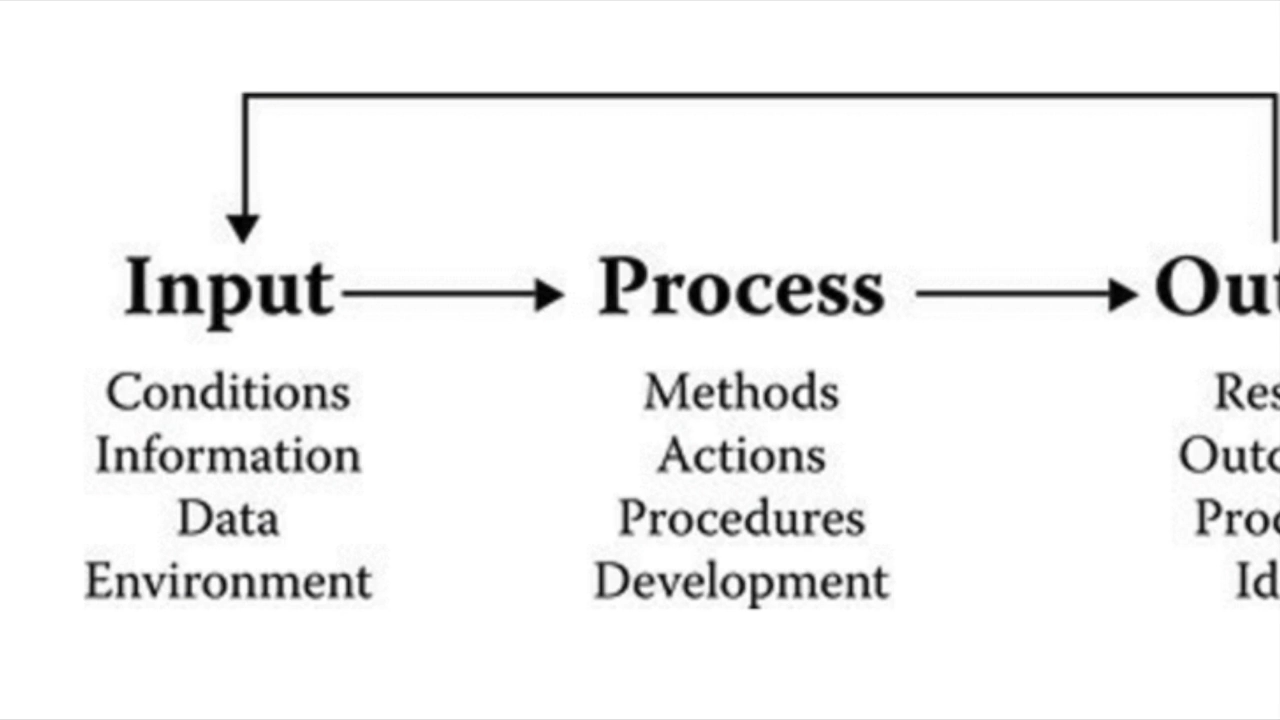 Input
Process
Conditions
Information
Data
Environment
Methods
Actions
Procedures
Development